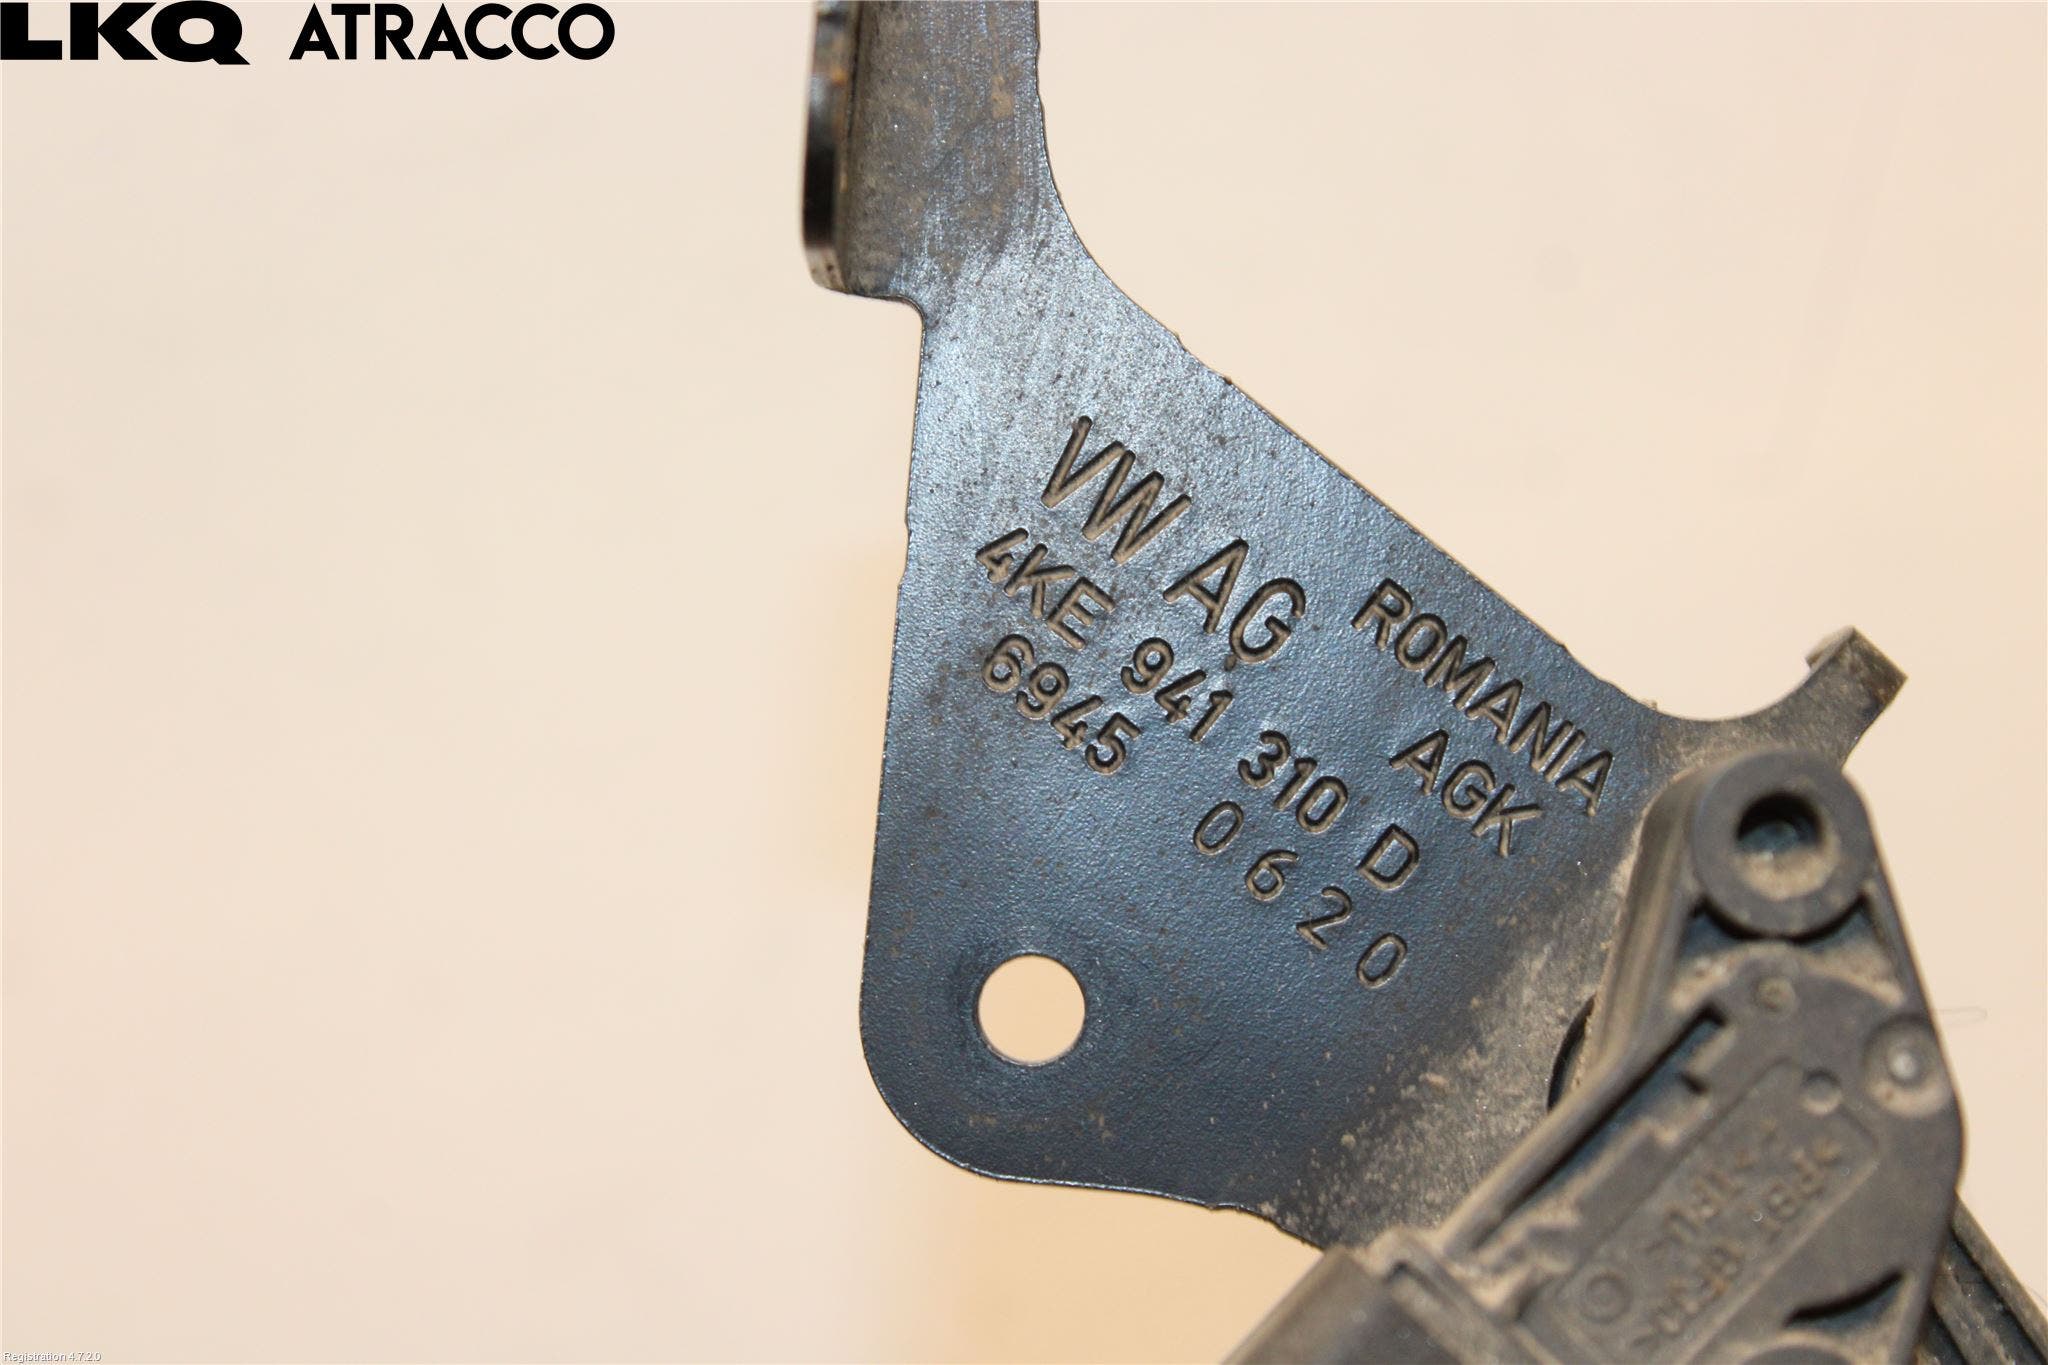 LKQ ATRACCO
VW AG ROMANIA
4KE 941 310 D AGK
6945 0620
Registration 4.7.2.0